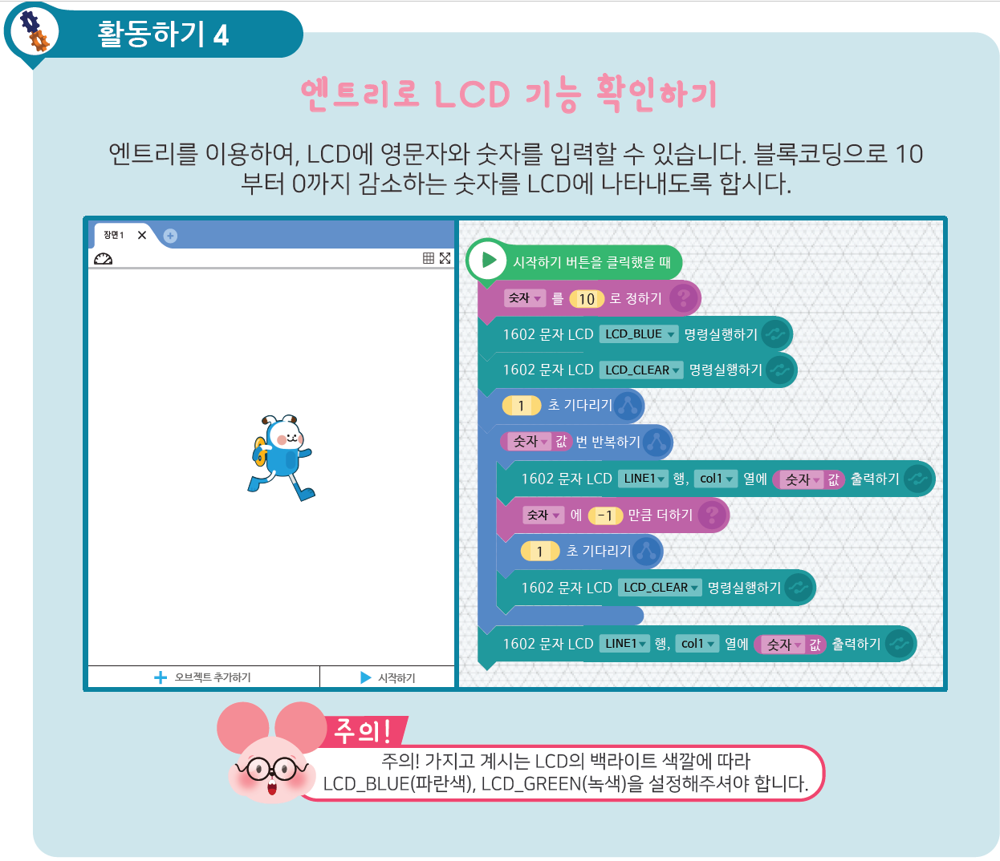 활동하기 4
엔트리로 LCD 기능 확인하기
엔트리를 이용하여, LCD에 영문자와 숫자를 입력할 수 있습니다. 블록코딩으로 10
부터 0까지 감소하는 숫자를 LCD에 나타내도록 합시다.
장면 1
시작하기 버튼을 클릭했을 때
숫자 를 10 로 정하기 ?
1602 문자 LCD LCD_BLUE 명령실행하기
1602 문자 LCD LCD_CLEAR 명령실행하기
1 초 기다리기
숫자 값 번 반복하기
1602 문자 LCD LINE1 행, col1 열에 숫자 값 출력하기
숫자 에 -1 만큼 더하기 ?
1 초 기다리기
1602 문자 LCD LCD_CLEAR 명령실행하기
1602 문자 LCD LINE1 행, col1 열에 숫자 값 출력하기
오브젝트 추가하기
시작하기
주의!
주의! 가지고 계시는 LCD의 백라이트 색깔에 따라
LCD_BLUE(파란색), LCD_GREEN(녹색)을 설정해주셔야 합니다.